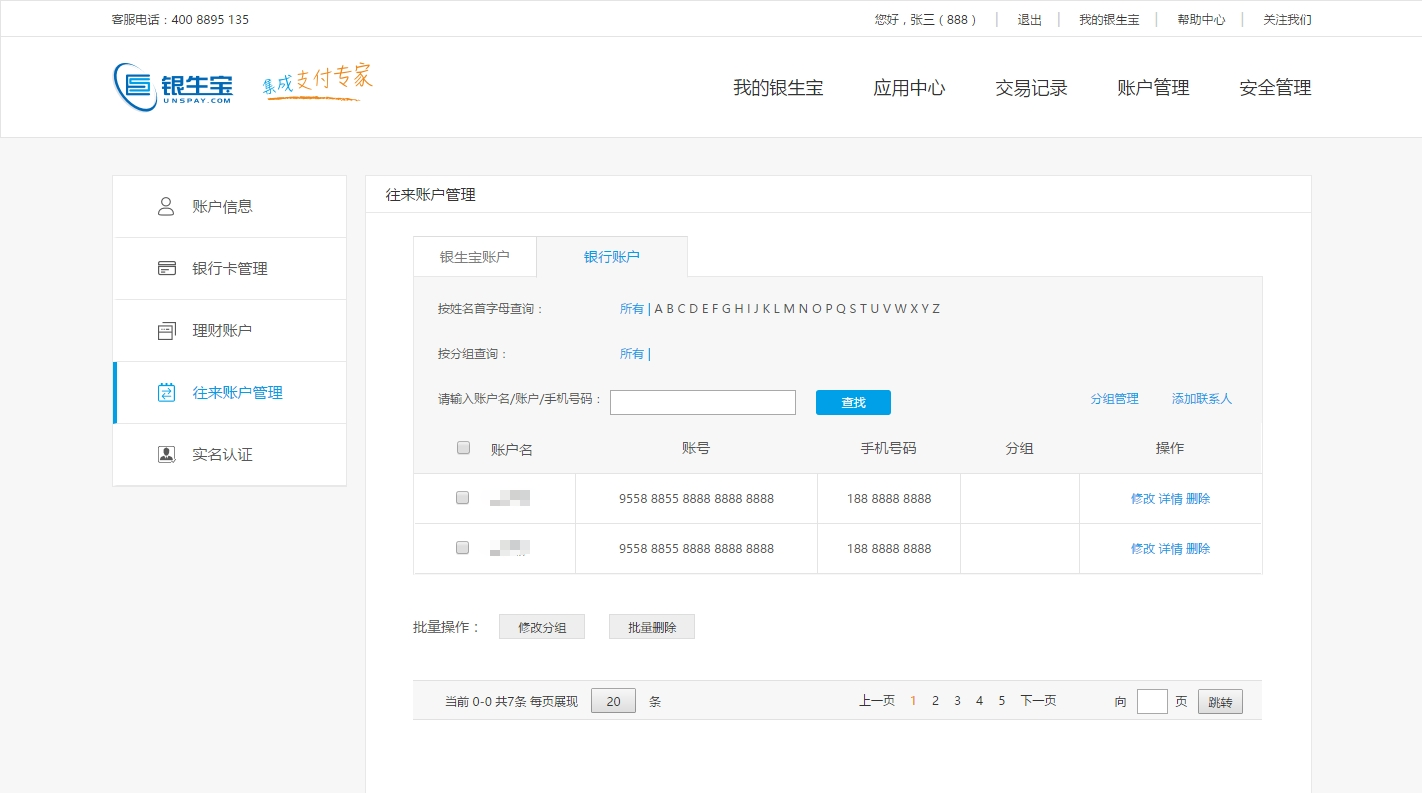 客服电话：400 8895 135
您好，张三（888） | 退出 | 我的银生宝 | 帮助中心 | 关注我们
银生宝
UNSPAY.COM
集成支付专家
我的银生宝 应用中心 交易记录 账户管理 安全管理
账户信息
银行卡管理
理财账户
往来账户管理
实名认证
往来账户管理
银生宝账户 银行账户
按姓名首字母查询： 所有 | A B C D E F G H I J K L M N O P Q S T U V W X Y Z
按分组查询： 所有 |
请输入账户名/账户/手机号码： 查找 分组管理 添加联系人
账户名 账号 手机号码 分组 操作
9558 8855 8888 8888 8888 188 8888 8888 修改 详情 删除
9558 8855 8888 8888 8888 188 8888 8888 修改 详情 删除
批量操作： 修改分组 批量删除
当前 0-0 共7条 每页展现 20 条 上一页 1 2 3 4 5 下一页 向 页 跳转